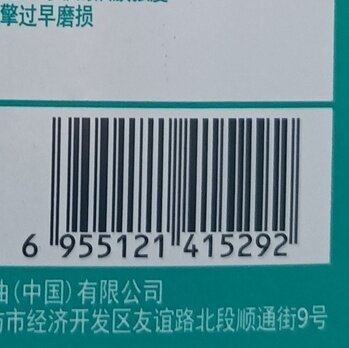 擎过早磨损
6 955121 415292
油(中国)有限公司
市经济开发区友谊路北段顺通街9号